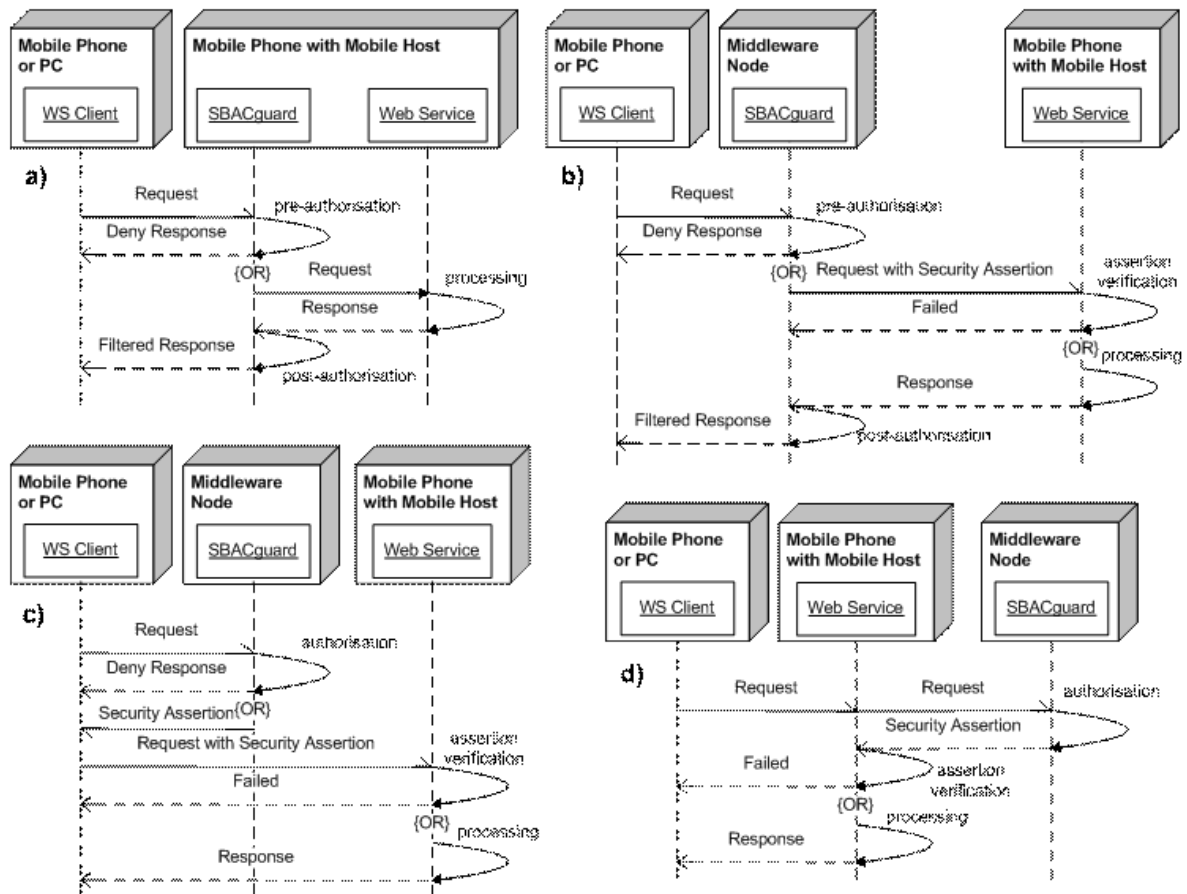 Mobile Phone
or PC
WS Client
Mobile Phone with Mobile Host
SBACguard
Web Service
a)
Request
pre-authorisation
Deny Response
{OR}
Request
processing
Response
Filtered Response
post-authorisation
Mobile Phone
or PC
WS Client
Middleware
Node
SBACguard
Mobile Phone
with Mobile Host
Web Service
b)
Request
pre-authorisation
Deny Response
{OR}
Request with Security Assertion
assertion
verification
Failed
{OR}
processing
Response
Filtered Response
post-authorisation
Mobile Phone
or PC
WS Client
Middleware
Node
SBACguard
Mobile Phone
with Mobile Host
Web Service
c)
Request
authorisation
Deny Response
{OR}
Security Assertion
Request with Security Assertion
assertion
verification
Failed
{OR}
processing
Response
Mobile Phone
or PC
WS Client
Mobile Phone
with Mobile Host
Web Service
Middleware
Node
SBACguard
d)
Request
Request
authorisation
Security Assertion
Failed
assertion
verification
{OR}
processing
Response